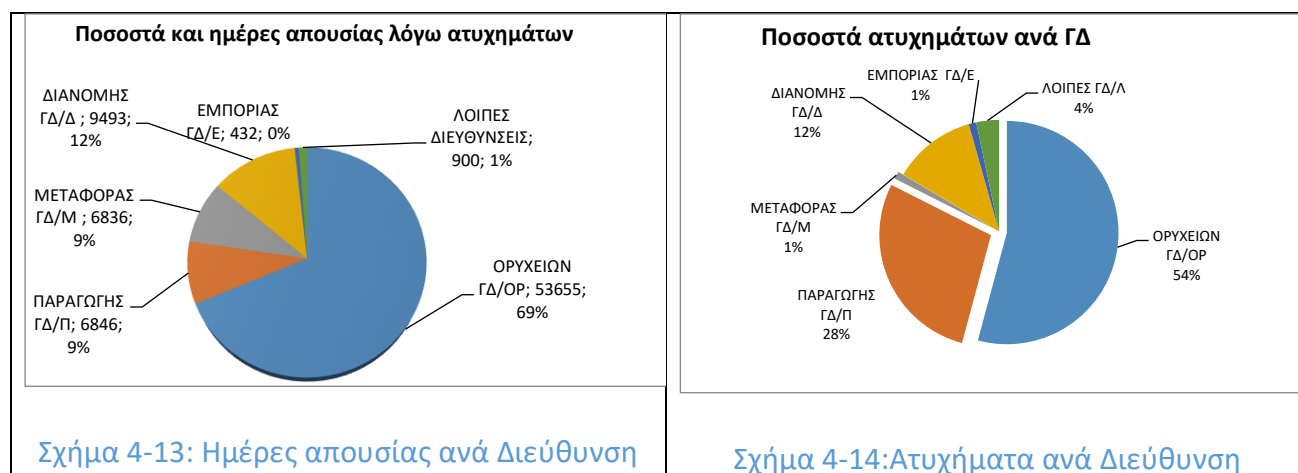 Ποσοστά και ημέρες απουσίας λόγω ατυχημάτων
ΔΙΑΝΟΜΗΣ
ΓΔ/Δ ; 9493;
12%
ΕΜΠΟΡΙΑΣ
ΓΔ/Ε; 432; 0%
ΛΟΙΠΕΣ
ΔΙΕΥΘΥΝΣΕΙΣ;
900; 1%
ΜΕΤΑΦΟΡΑΣ
ΓΔ/Μ ; 6836;
9%
ΠΑΡΑΓΩΓΗΣ
ΓΔ/Π; 6846;
9%
ΟΡΥΧΕΙΩΝ
ΓΔ/ΟΡ; 53655;
69%
Σχήμα 4-13: Ημέρες απουσίας ανά Διεύθυνση
Ποσοστά ατυχημάτων ανά ΓΔ
ΕΜΠΟΡΙΑΣ ΓΔ/Ε
1%
ΔΙΑΝΟΜΗΣ
ΓΔ/Δ
12%
ΛΟΙΠΕΣ ΓΔ/Λ
4%
ΜΕΤΑΦΟΡΑΣ
ΓΔ/Μ
1%
ΠΑΡΑΓΩΓΗΣ
ΓΔ/Π
28%
ΟΡΥΧΕΙΩΝ
ΓΔ/ΟΡ
54%
Σχήμα 4-14:Ατυχήματα ανά Διεύθυνση